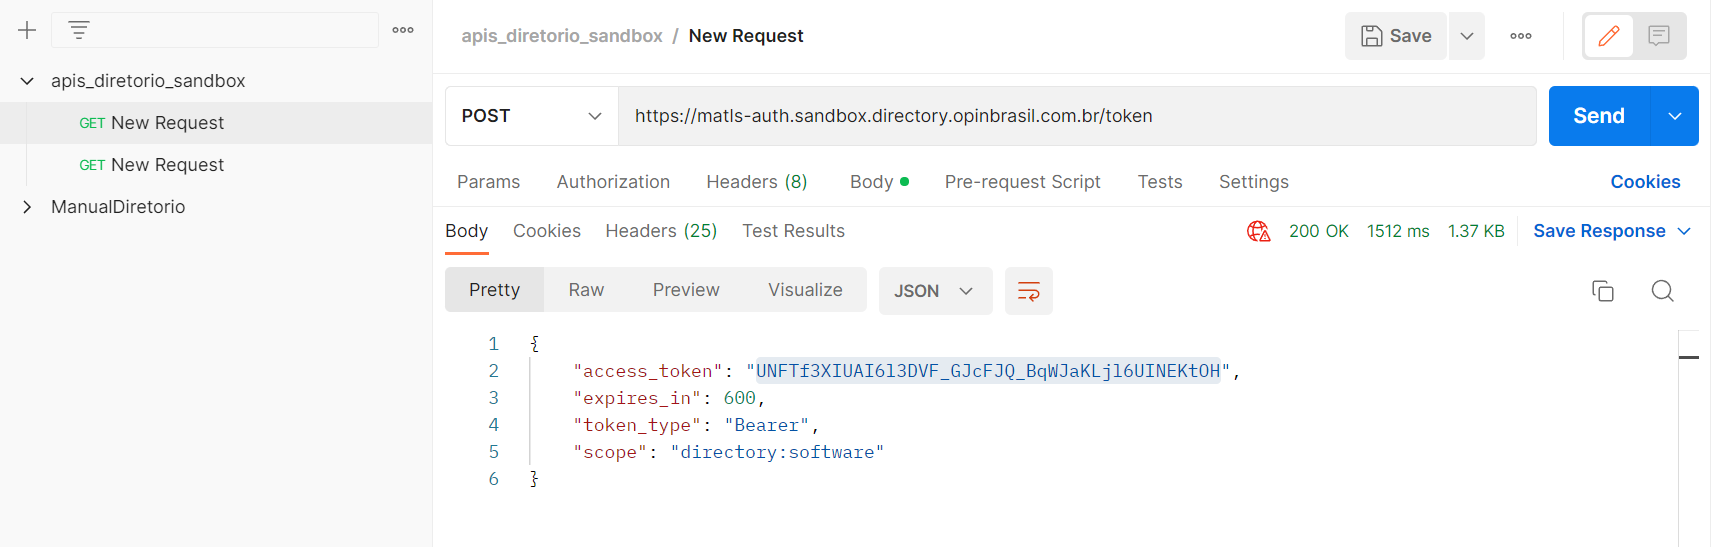 apis_diretorio_sandbox
GET New Request
GET New Request
ManualDiretorio
apis_diretorio_sandbox / New Request
Save
POST
https://matls-auth.sandbox.directory.opinbrasil.com.br/token
Send
Params Authorization Headers (8) Body Pre-request Script Tests Settings Cookies
Body Cookies Headers (25) Test Results 200 OK 1512 ms 1.37 KB Save Response
Pretty Raw Preview Visualize JSON
1 {
2 "access_token": "UNFTf3XIUAI6l3DVF_GJcFJQ_BqWJaKLjl6UINEKtOH",
3 "expires_in": 600,
4 "token_type": "Bearer",
5 "scope": "directory:software"
6 }